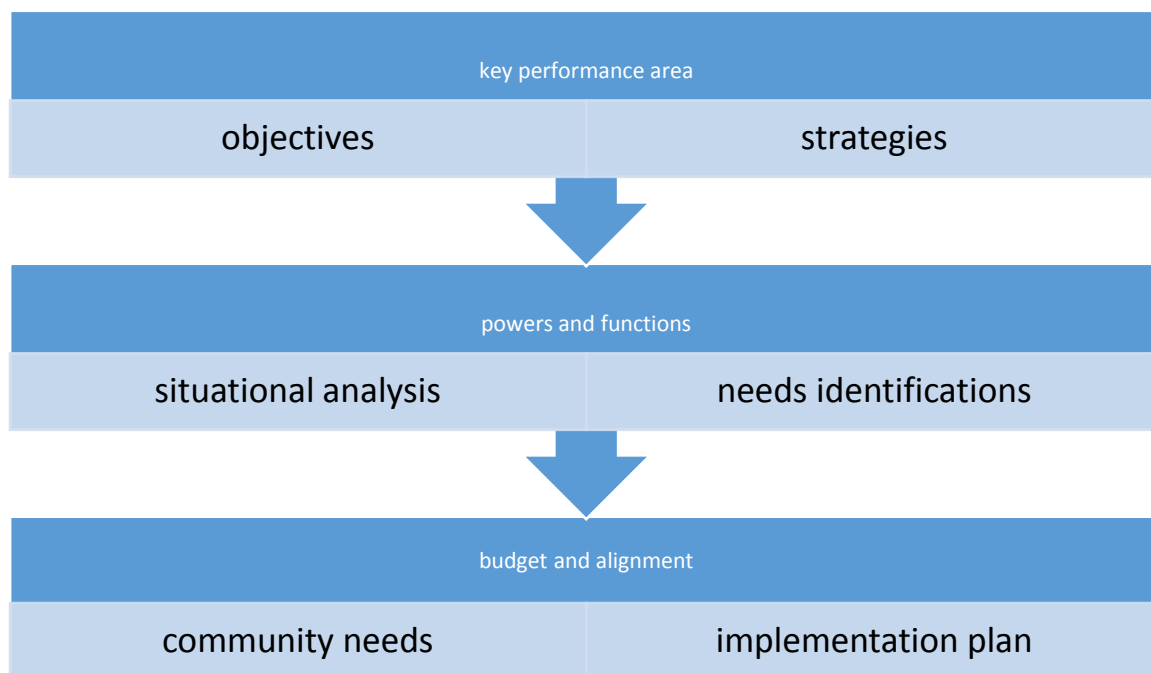 key performance area
objectives
strategies
powers and functions
situational analysis
needs identifications
budget and alignment
community needs
implementation plan